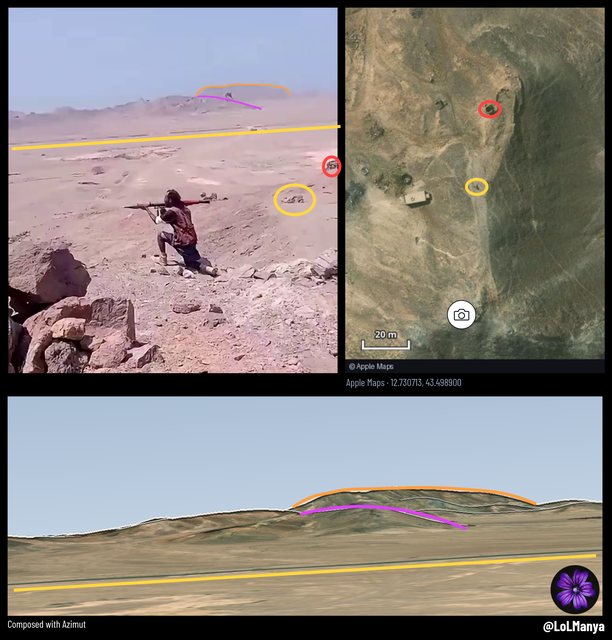 20 m
© Apple Maps
Apple Maps · 12.730713, 43.498900
Composed with Azimut
@LoLManya